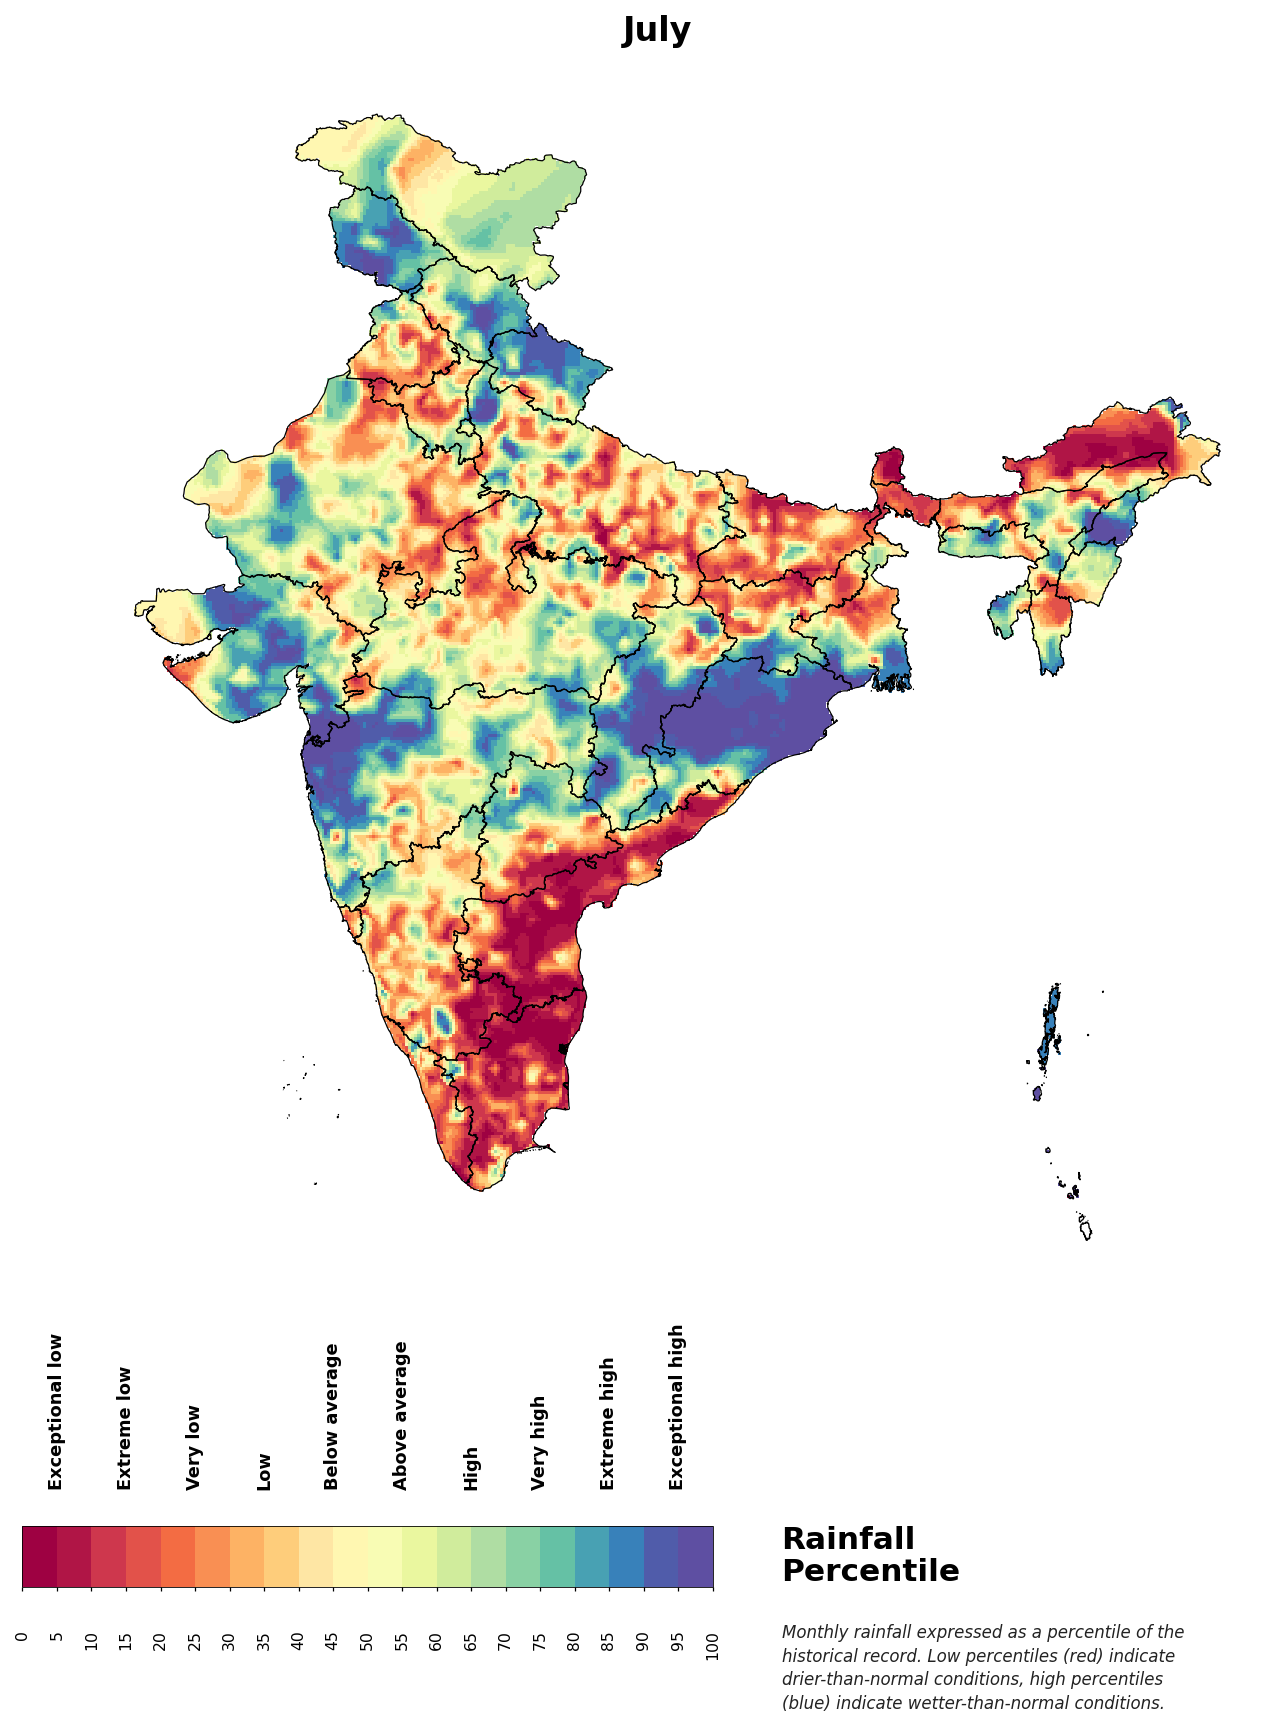 July
Exceptional low
Extreme low
Very low
Low
Below average
Above average
High
Very high
Extreme high
Exceptional high
0 5 10 15 20 25 30 35 40 45 50 55 60 65 70 75 80 85 90 95 100
Rainfall
Percentile
Monthly rainfall expressed as a percentile of the
historical record. Low percentiles (red) indicate
drier-than-normal conditions, high percentiles
(blue) indicate wetter-than-normal conditions.